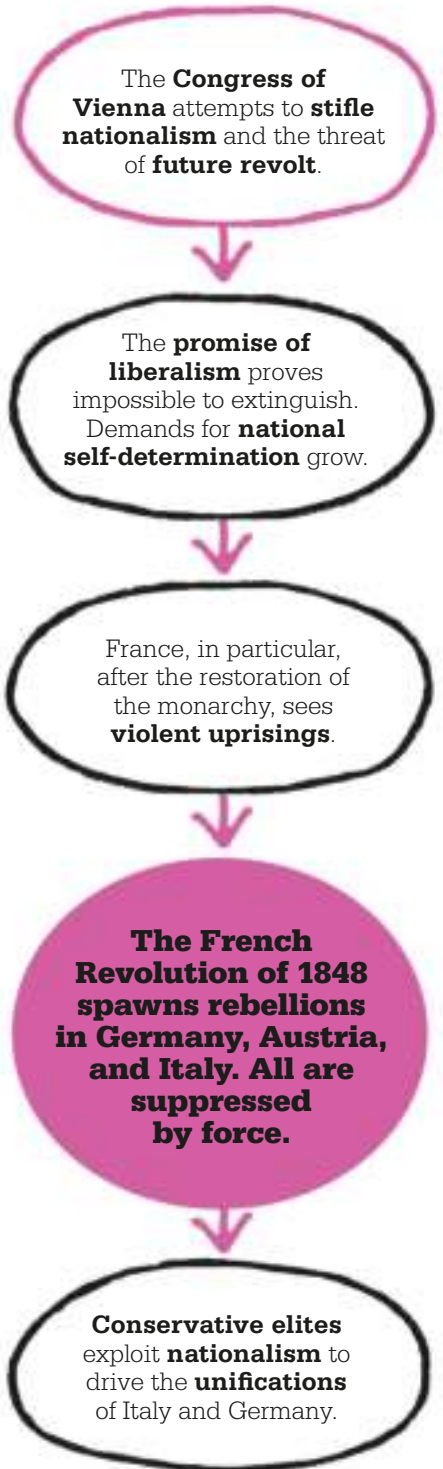 The Congress of
Vienna attempts to stifle
nationalism and the threat
of future revolt.
The promise of
liberalism proves
impossible to extinguish.
Demands for national
self-determination grow.
France, in particular,
after the restoration of
the monarchy, sees
violent uprisings.
The French
Revolution of 1848
spawns rebellions
in Germany, Austria,
and Italy. All are
suppressed
by force.
Conservative elites
exploit nationalism to
drive the unifications
of Italy and Germany.